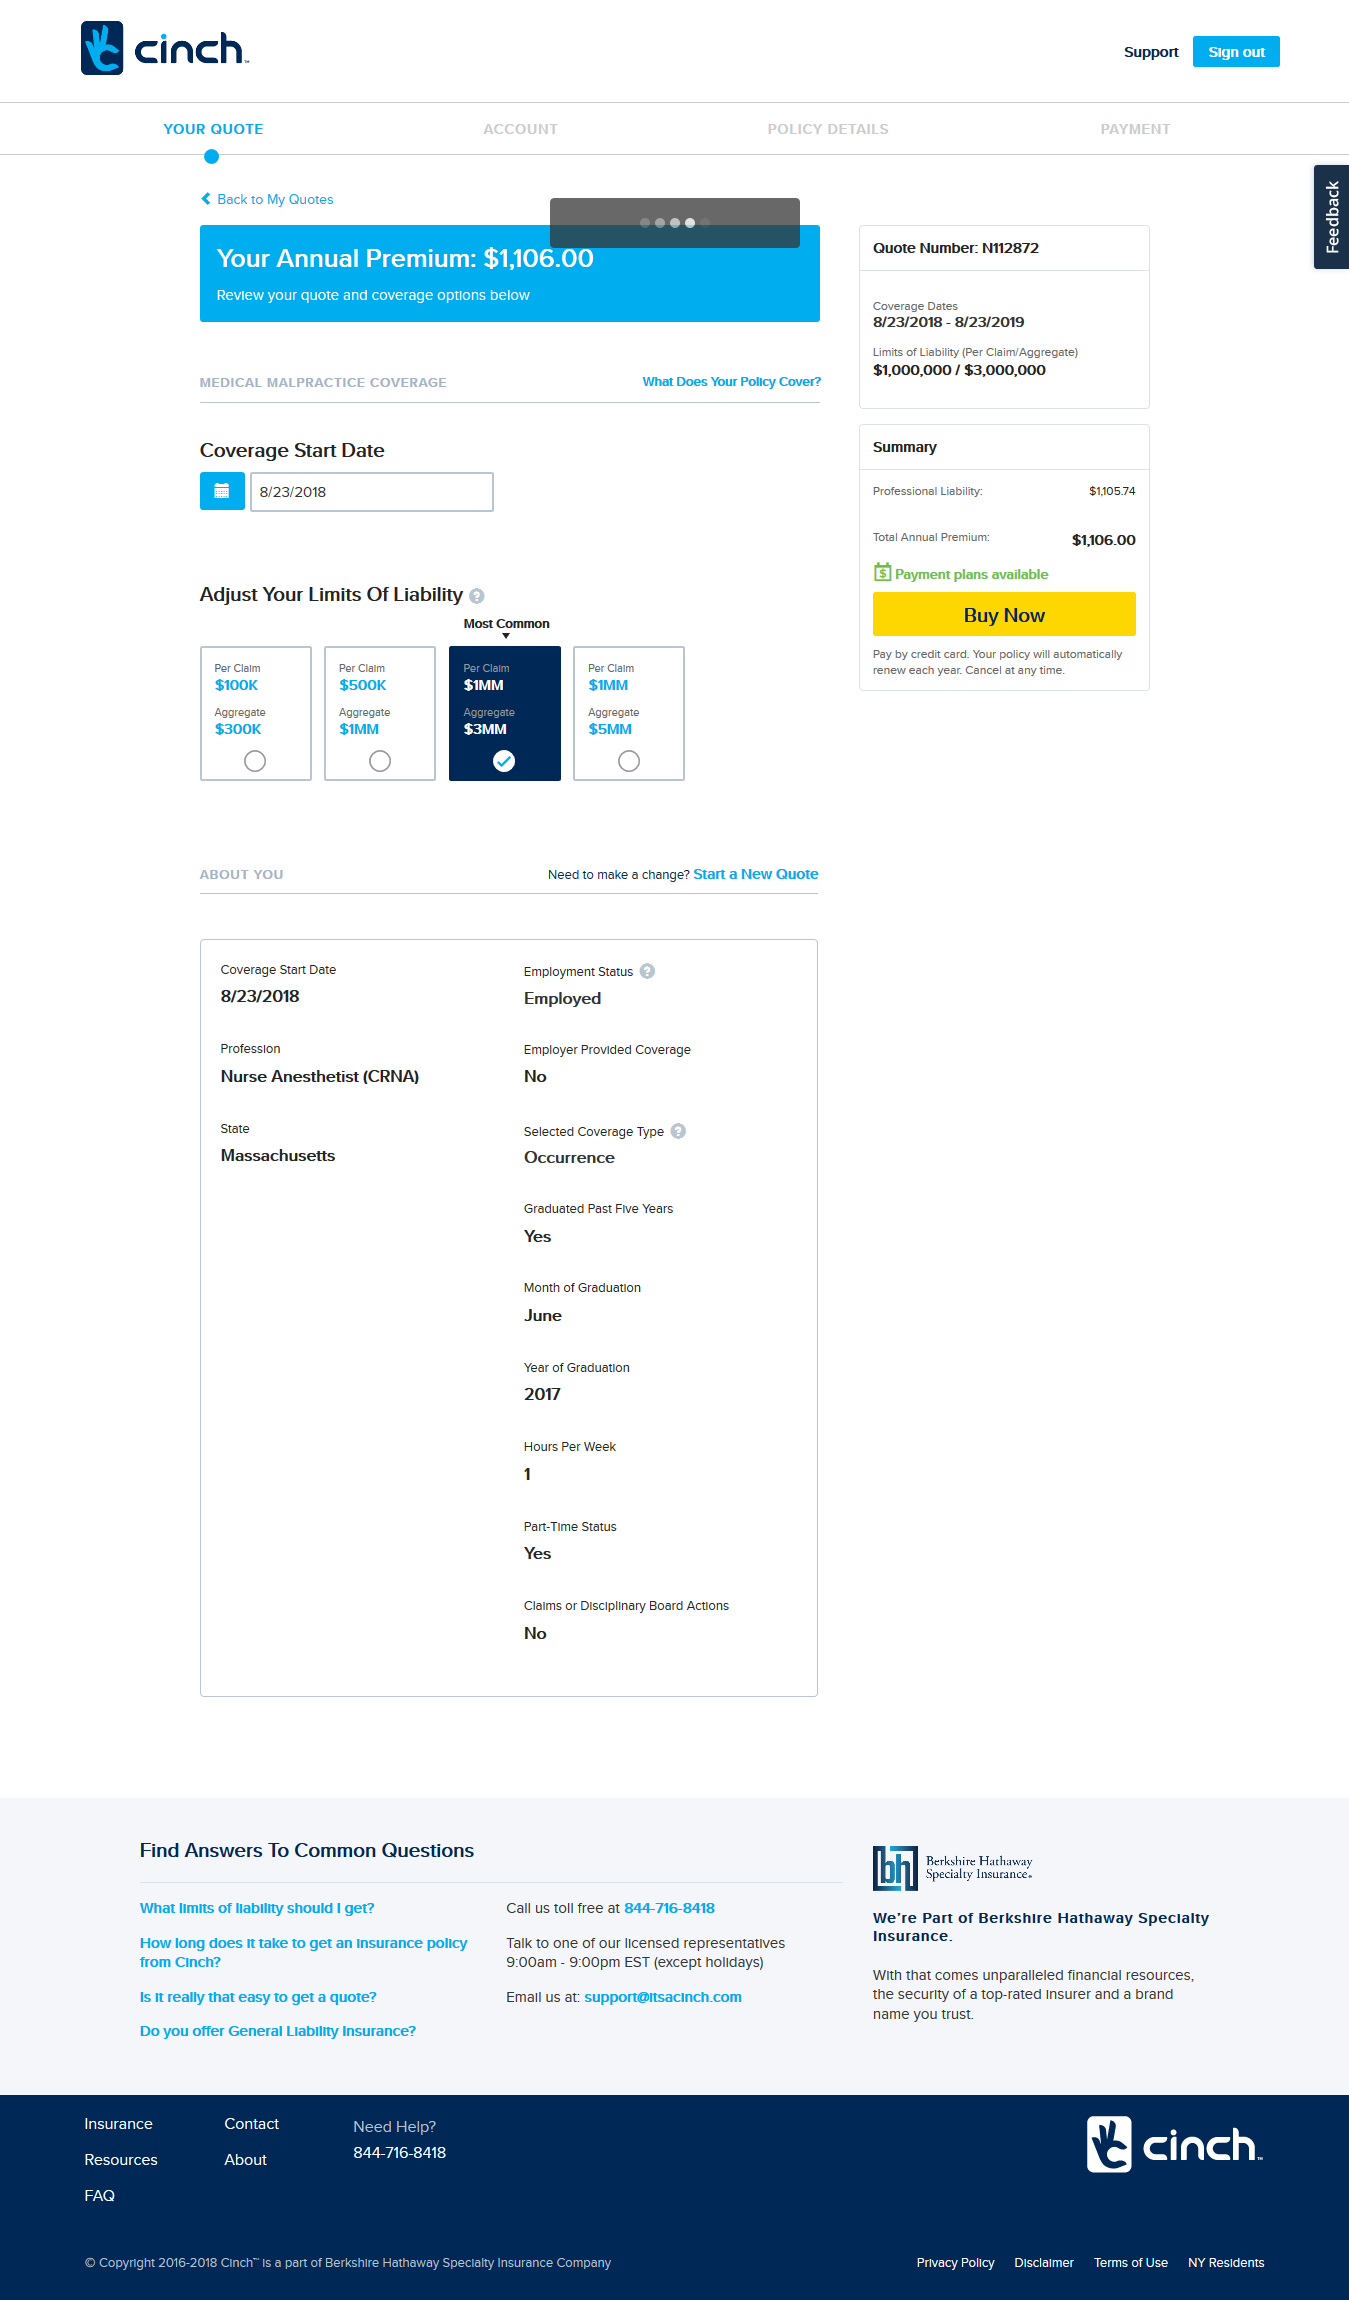 cinch™
Support
Sign out
YOUR QUOTE
ACCOUNT
POLICY DETAILS
PAYMENT
Feedback
Back to My Quotes
Your Annual Premium: $1,106.00
Review your quote and coverage options below
MEDICAL MALPRACTICE COVERAGE
What Does Your Policy Cover?
Coverage Start Date
8/23/2018
Adjust Your Limits Of Liability ?
Most Common
Per Claim
$100K
Aggregate
$300K
Per Claim
$500K
Aggregate
$1MM
Per Claim
$1MM
Aggregate
$3MM
Per Claim
$1MM
Aggregate
$5MM
Quote Number: N112872
Coverage Dates
8/23/2018 - 8/23/2019
Limits of Liability (Per Claim/Aggregate)
$1,000,000 / $3,000,000
Summary
Professional Liability: $1,105.74
Total Annual Premium: $1,106.00
$ Payment plans available
Buy Now
Pay by credit card. Your policy will automatically
renew each year. Cancel at any time.
ABOUT YOU
Need to make a change? Start a New Quote
Coverage Start Date
8/23/2018
Profession
Nurse Anesthetist (CRNA)
State
Massachusetts
Employment Status ?
Employed
Employer Provided Coverage
No
Selected Coverage Type ?
Occurrence
Graduated Past Five Years
Yes
Month of Graduation
June
Year of Graduation
2017
Hours Per Week
1
Part-Time Status
Yes
Claims or Disciplinary Board Actions
No
Find Answers To Common Questions
What limits of liability should I get?
How long does it take to get an insurance policy
from Cinch?
Is it really that easy to get a quote?
Do you offer General Liability Insurance?
Call us toll free at 844-716-8418
Talk to one of our licensed representatives
9:00am - 9:00pm EST (except holidays)
Email us at: support@itsacinch.com
bh
Berkshire Hathaway
Specialty Insurance®
We're Part of Berkshire Hathaway Specialty
Insurance.
With that comes unparalleled financial resources,
the security of a top-rated insurer and a brand
name you trust.
Insurance
Resources
FAQ
Contact
About
Need Help?
844-716-8418
cinch™
© Copyright 2016-2018 Cinch™ is a part of Berkshire Hathaway Specialty Insurance Company
Privacy Policy
Disclaimer
Terms of Use
NY Residents